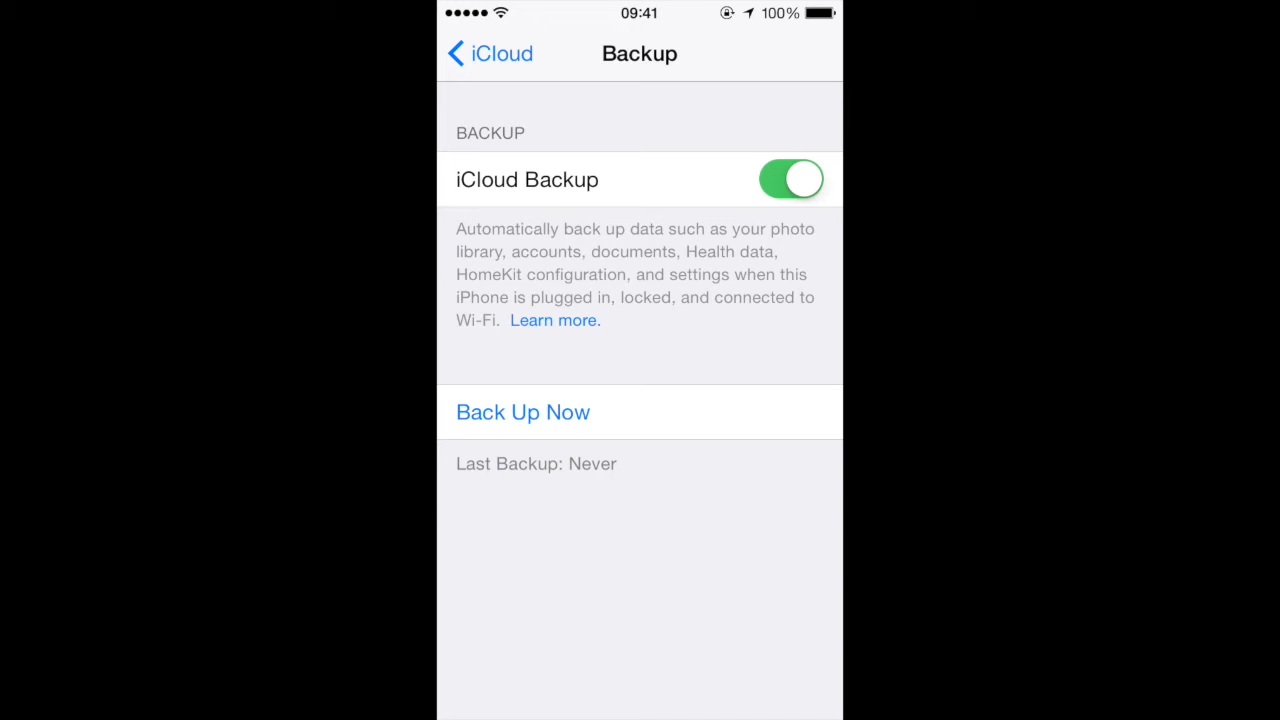 09:41
100%
iCloud
Backup
BACKUP
iCloud Backup
Automatically back up data such as your photo
library, accounts, documents, Health data,
HomeKit configuration, and settings when this
iPhone is plugged in, locked, and connected to
Wi-Fi. Learn more.
Back Up Now
Last Backup: Never